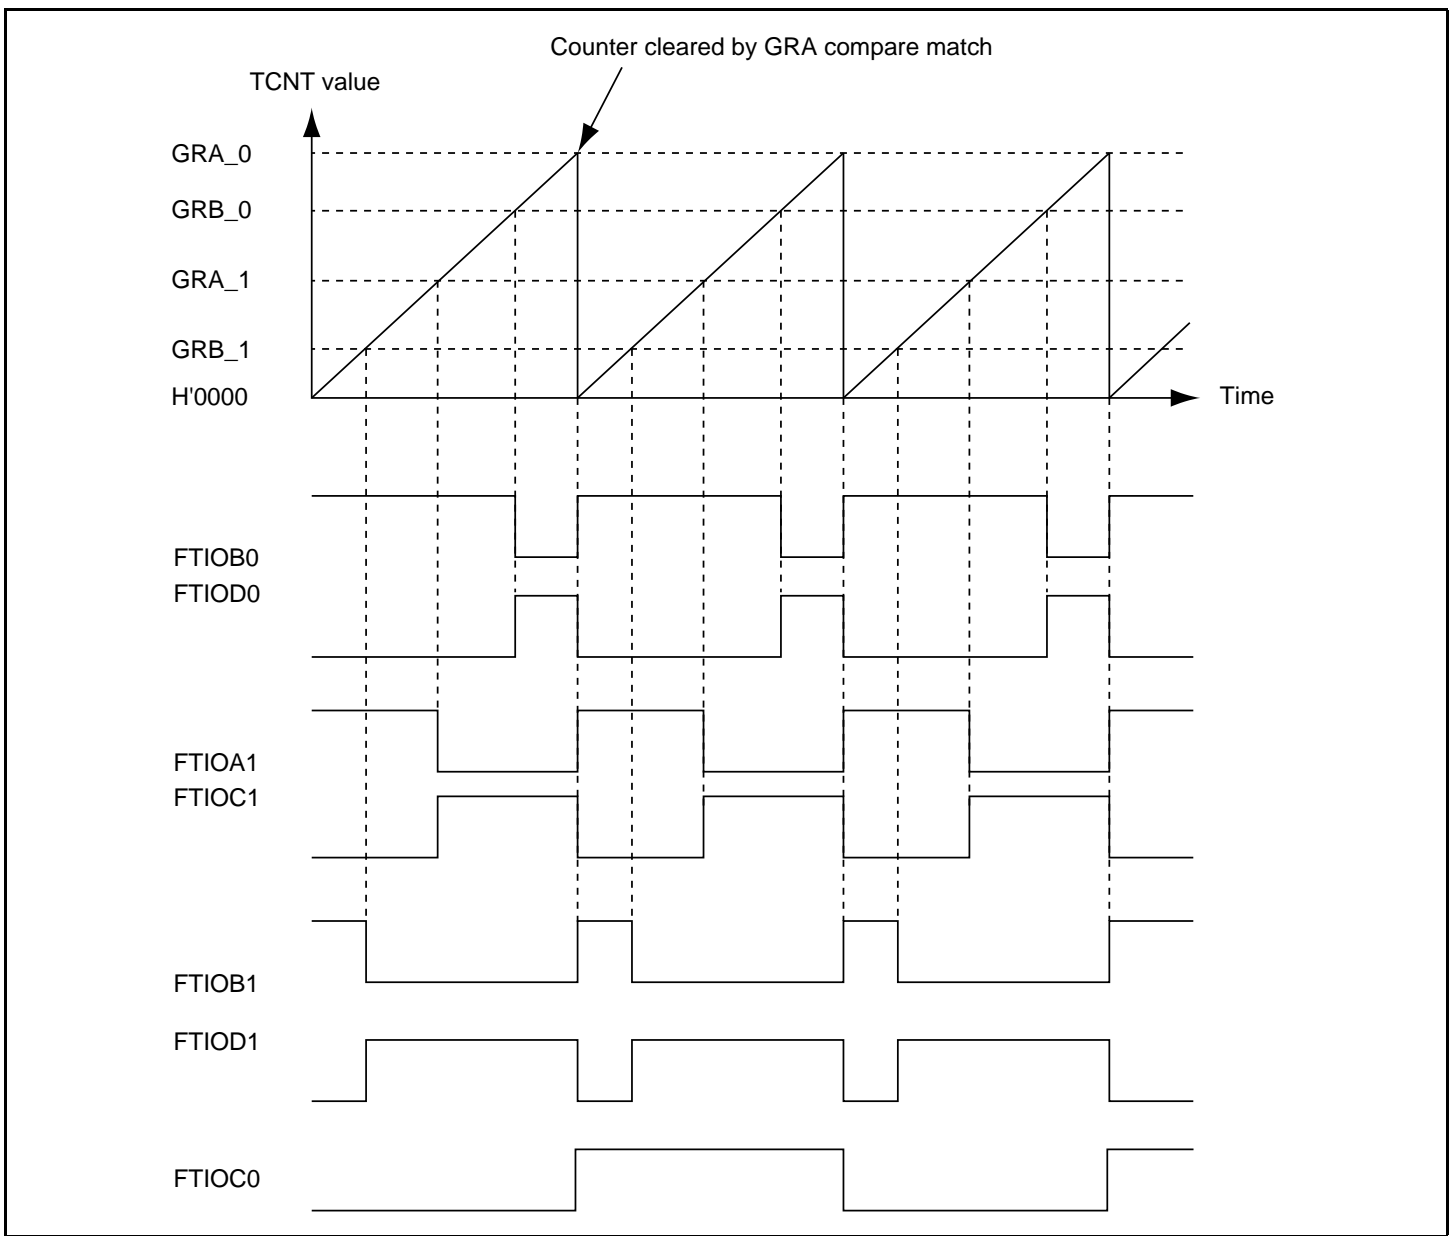 Counter cleared by GRA compare match
TCNT value
GRA_0
GRB_0
GRA_1
GRB_1
H'0000
Time
FTIOB0
FTIOD0
FTIOA1
FTIOC1
FTIOB1
FTIOD1
FTIOC0